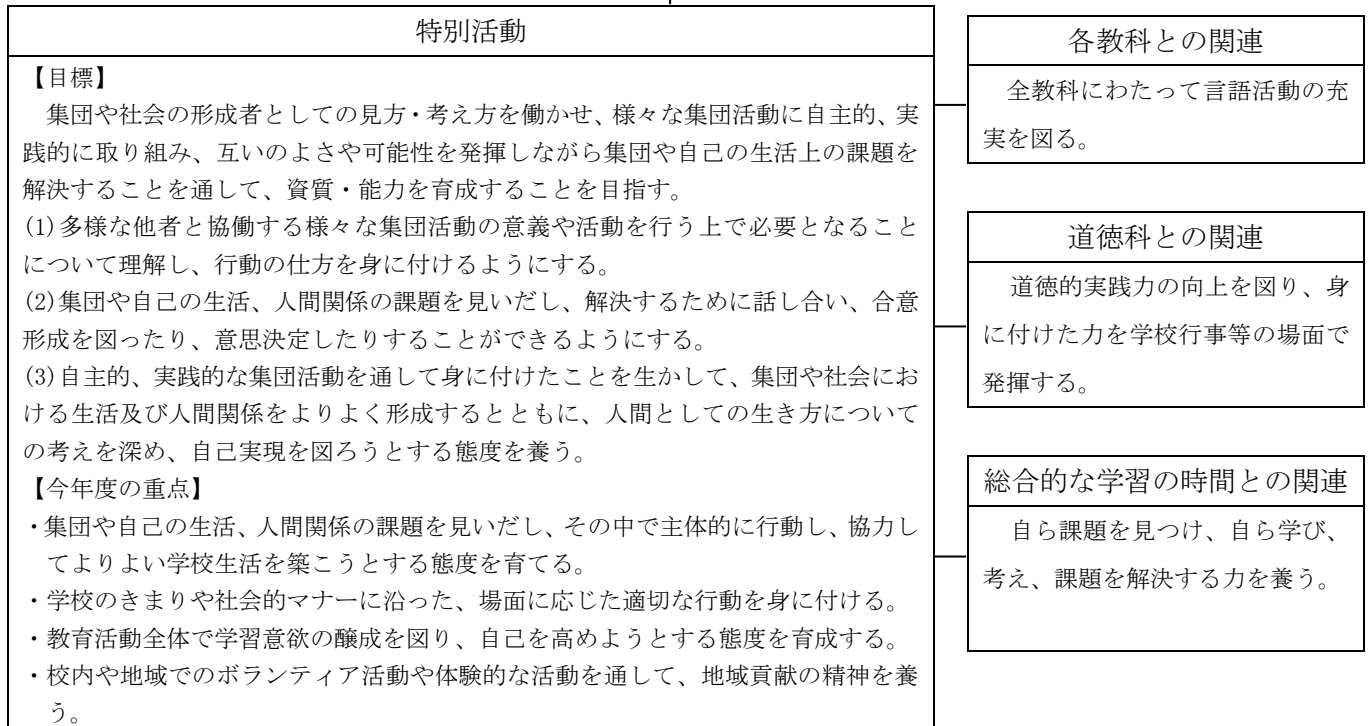 特別活動
【目標】
集団や社会の形成者としての見方・考え方を働かせ、様々な集団活動に自主的、実
践的に取り組み、互いのよさや可能性を発揮しながら集団や自己の生活上の課題を
解決することを通して、資質・能力を育成することを目指す。
(1)多様な他者と協働する様々な集団活動の意義や活動を行う上で必要となること
について理解し、行動の仕方を身に付けるようにする。
(2)集団や自己の生活、人間関係の課題を見いだし、解決するために話し合い、合意
形成を図ったり、意思決定したりすることができるようにする。
(3)自主的、実践的な集団活動を通して身に付けたことを生かして、集団や社会にお
ける生活及び人間関係をよりよく形成するとともに、人間としての生き方について
の考えを深め、自己実現を図ろうとする態度を養う。
【今年度の重点】
・集団や自己の生活、人間関係の課題を見いだし、その中で主体的に行動し、協力し
てよりよい学校生活を築こうとする態度を育てる。
・学校のきまりや社会的マナーに沿った、場面に応じた適切な行動を身に付ける。
・教育活動全体で学習意欲の醸成を図り、自己を高めようとする態度を育成する。
・校内や地域でのボランティア活動や体験的な活動を通して、地域貢献の精神を養
う。
各教科との関連
全教科にわたって言語活動の充
実を図る。
道徳科との関連
道徳的実践力の向上を図り、身
に付けた力を学校行事等の場面で
発揮する。
総合的な学習の時間との関連
自ら課題を見つけ、自ら学び、
考え、課題を解決する力を養う。